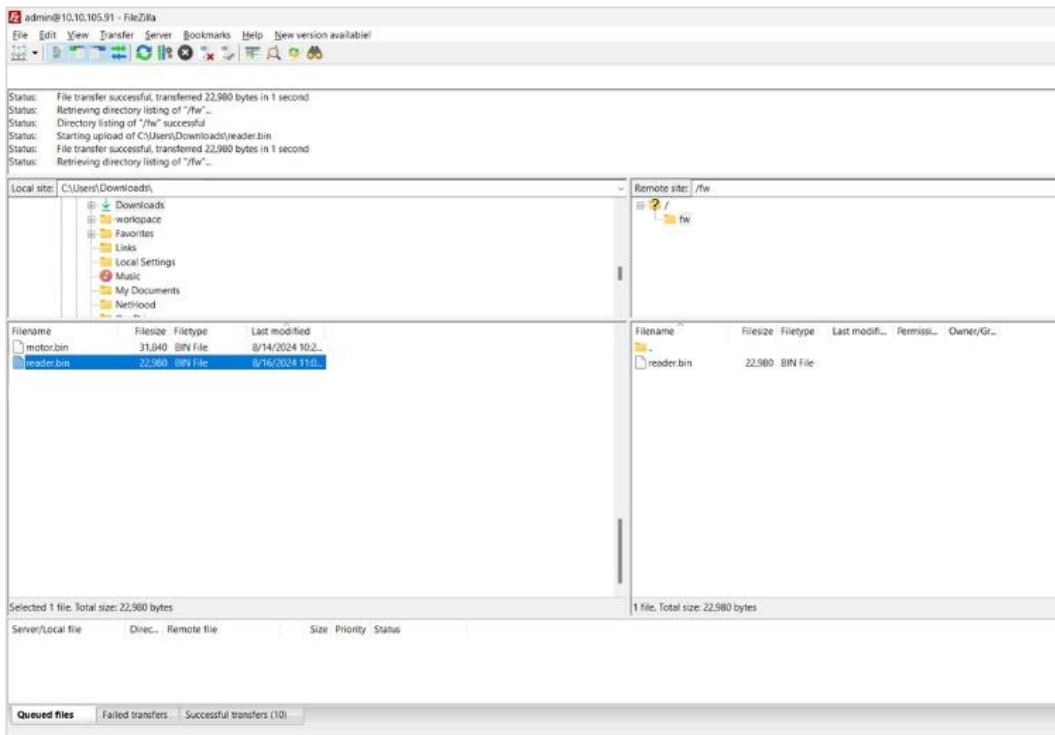 admin@10.10.105.91 - FileZilla
File Edit View Transfer Server Bookmarks Help New version available!
Status: File transfer successful, transferred 22,980 bytes in 1 second
Status: Retrieving directory listing of "/fw"...
Status: Directory listing of "/fw" successful
Status: Starting upload of C:\Users\Downloads\reader.bin
Status: File transfer successful, transferred 22,980 bytes in 1 second
Status: Retrieving directory listing of "/fw"...
Local site: C:\Users\Downloads\
Downloads
-workspace
Favorites
Links
Local Settings
Music
My Documents
NetHood
Remote site: /fw
/
fw
Filename Filesize Filetype Last modified
motor.bin 31,840 BIN File 8/14/2024 10:2...
reader.bin 22,980 BIN File 8/16/2024 11:0...
Selected 1 file. Total size: 22,980 bytes
Filename Filesize Filetype Last modifi... Permissi... Owner/Gr...
..
reader.bin 22,980 BIN File
1 file. Total size: 22,980 bytes
Server/Local file Direc... Remote file Size Priority Status
Queued files Failed transfers Successful transfers (10)